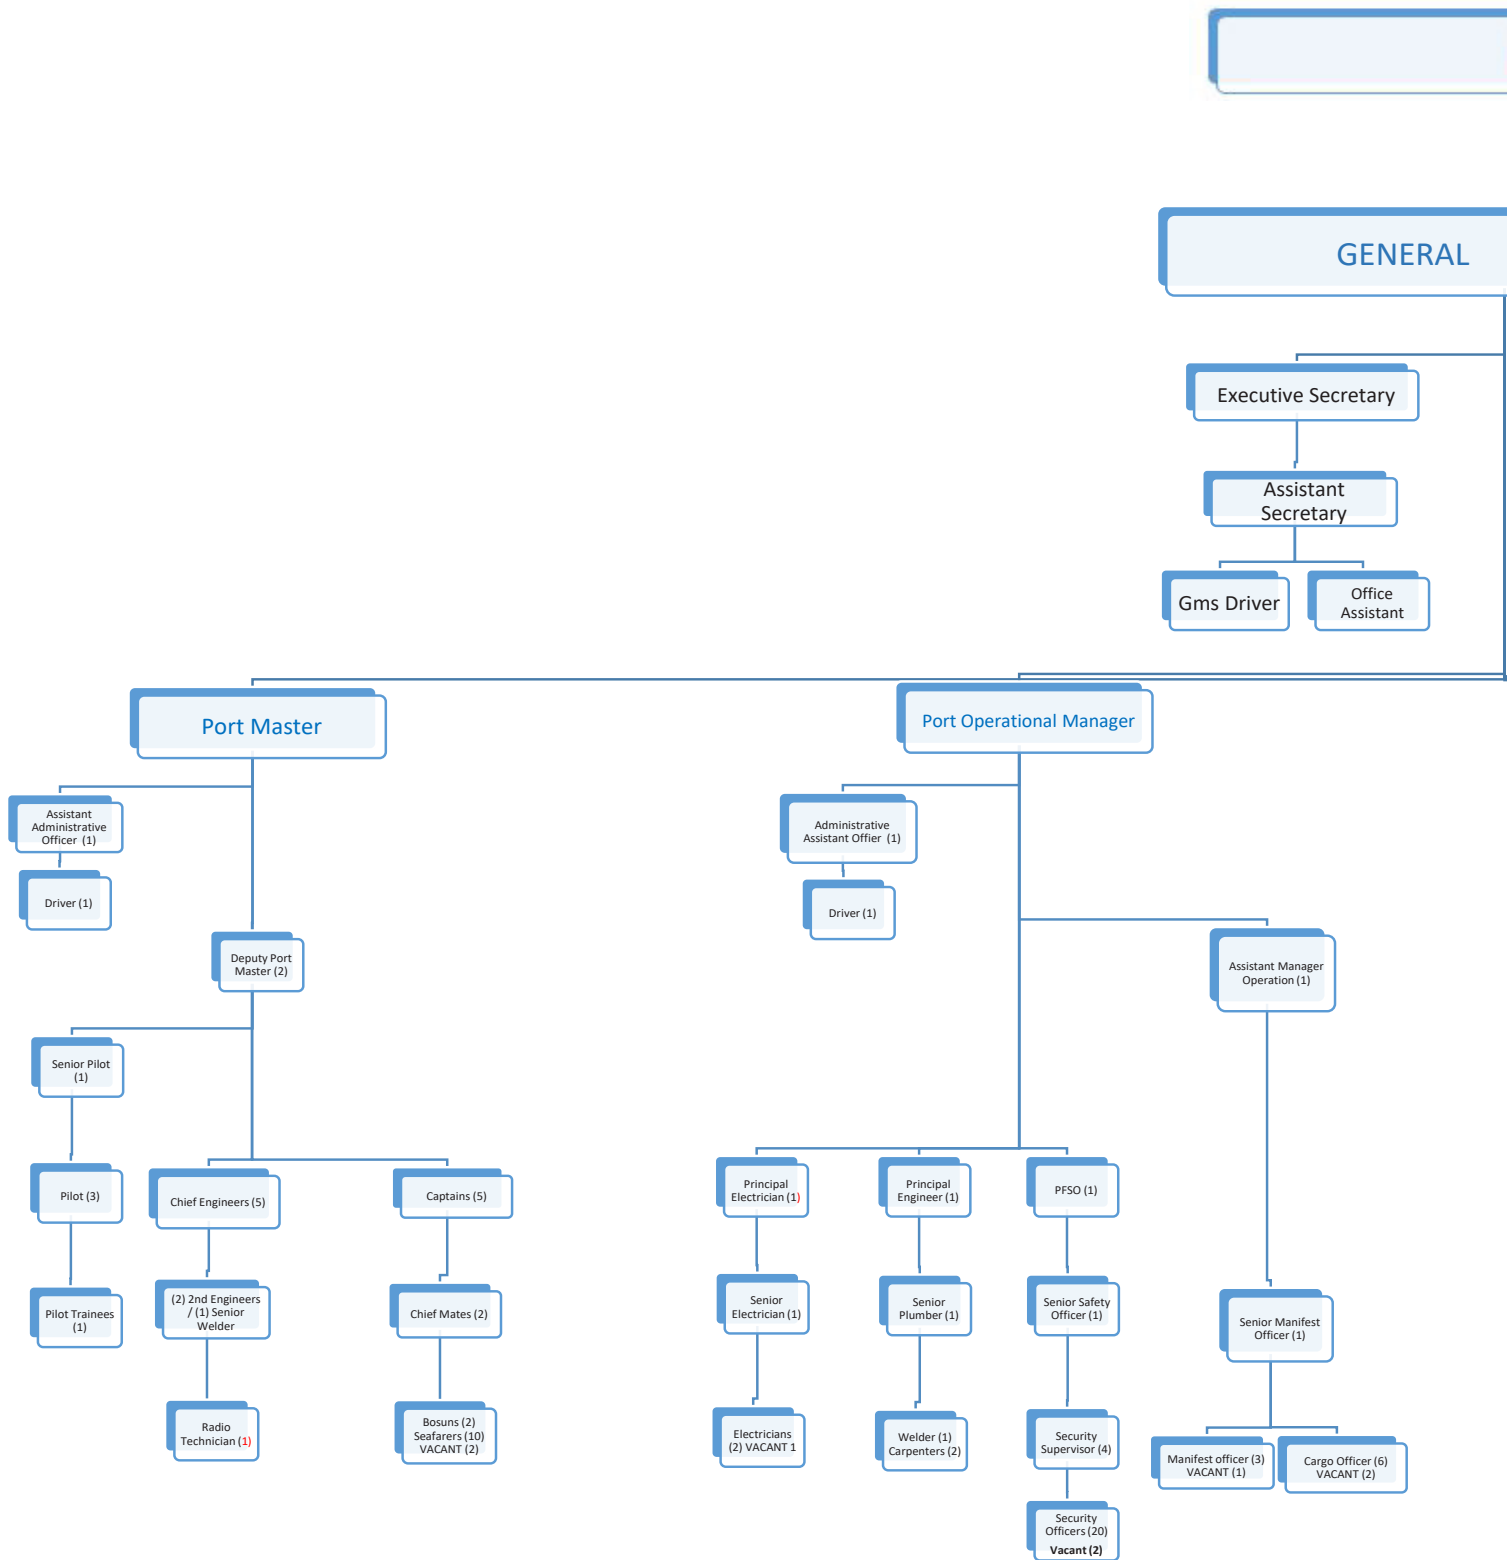 GENERAL
Executive Secretary
Assistant
Secretary
Gms Driver
Office
Assistant
Port Master
Port Operational Manager
Assistant
Administrative
Officer (1)
Driver (1)
Administrative
Assistant Offier (1)
Driver (1)
Deputy Port
Master (2)
Assistant Manager
Operation (1)
Senior Pilot
(1)
Pilot (3)
Pilot Trainees
(1)
Chief Engineers (5)
(2) 2nd Engineers
/ (1) Senior
Welder
Radio
Technician (1)
Captains (5)
Chief Mates (2)
Bosuns (2)
Seafarers (10)
VACANT (2)
Principal
Electrician (1)
Senior
Electrician (1)
Electricians
(2) VACANT 1
Principal
Engineer (1)
Senior
Plumber (1)
Welder (1)
Carpenters (2)
PFSO (1)
Senior Safety
Officer (1)
Security
Supervisor (4)
Security
Officers (20)
Vacant (2)
Senior Manifest
Officer (1)
Manifest officer (3)
VACANT (1)
Cargo Officer (6)
VACANT (2)